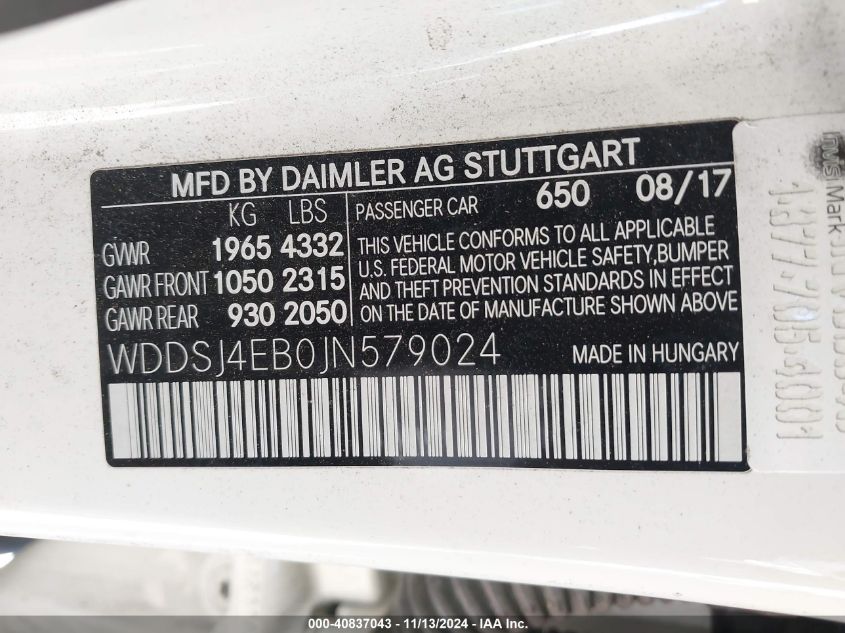 MFD BY DAIMLER AG STUTTGART
KG LBS
GVWR 1965 4332
GAWR FRONT 1050 2315
GAWR REAR 930 2050
PASSENGER CAR 650 08/17
THIS VEHICLE CONFORMS TO ALL APPLICABLE
U.S. FEDERAL MOTOR VEHICLE SAFETY,BUMPER
AND THEFT PREVENTION STANDARDS IN EFFECT
ON THE DATE OF MANUFACTURE SHOWN ABOVE
WDDSJ4EB0JN579024
MADE IN HUNGARY
Mark
000-40837043 - 11/13/2024 - IAA Inc.